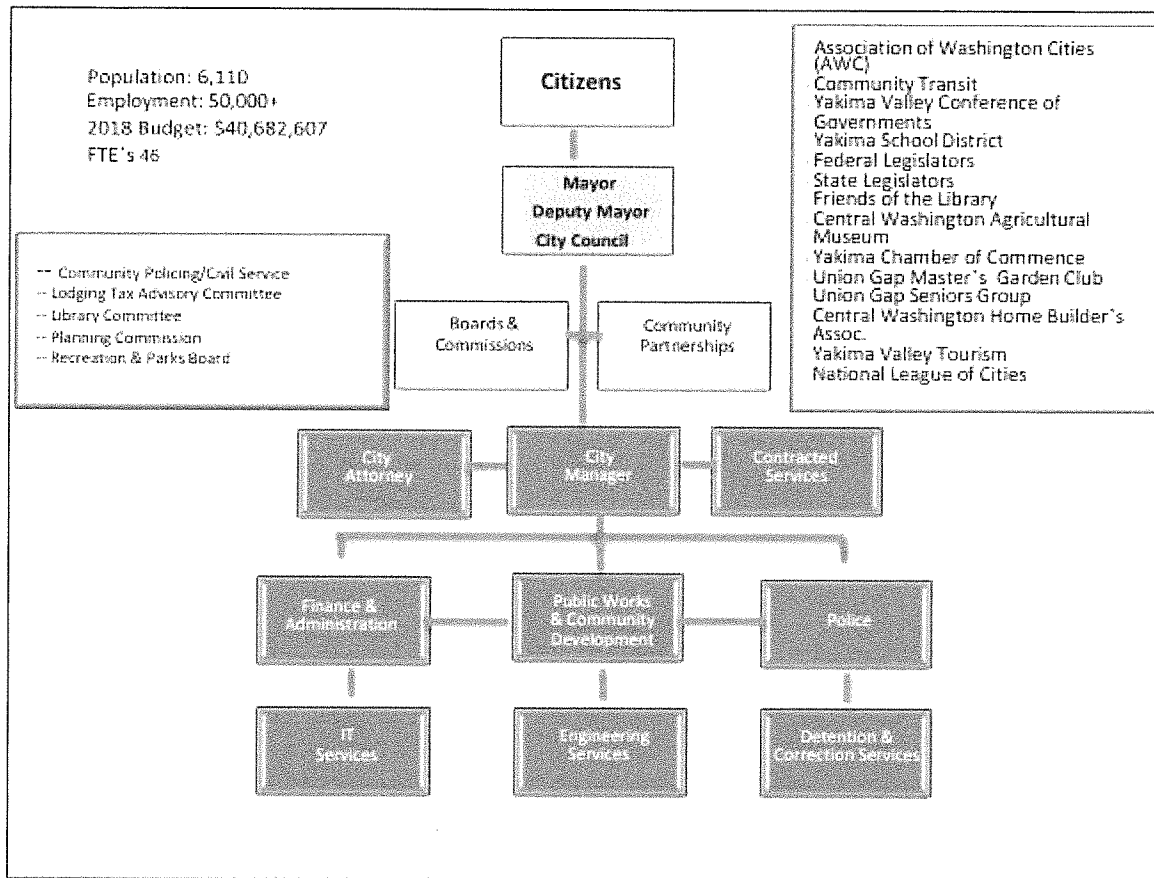 Population: 6,110
Employment: 50,000+
2018 Budget: $40,682,607
FTE's 46
Citizens
Mayor
Deputy Mayor
City Council
Association of Washington Cities
(AWC)
Community Transit
Yakima Valley Conference of
Governments
Yakima School District
Federal Legislators
State Legislators
Friends of the Library
Central Washington Agricultural
Museum
Yakima Chamber of Commence
Union Gap Master's Garden Club
Union Gap Seniors Group
Central Washington Home Builder's
Assoc.
Yakima Valley Tourism
National League of Cities
-- Community Policing/Civil Service
-- Lodging Tax Advisory Committee
-- Library Committee
-- Planning Commission
-- Recreation & Parks Board
Boards &
Commissions
Community
Partnerships
City
Attorney
City
Manager
Contracted
Services
Finance &
Administration
Public Works
& Community
Development
Police
IT
Services
Engineering
Services
Detention &
Correction Services